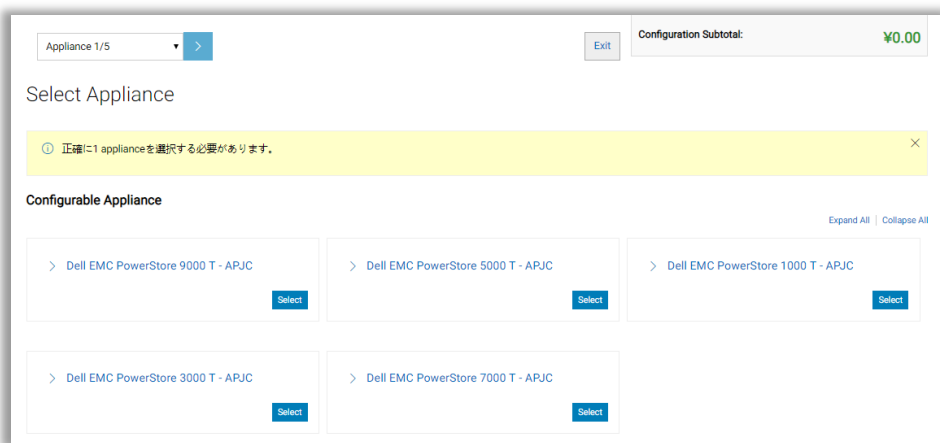 Appliance 1/5
Exit
Configuration Subtotal:
¥0.00
Select Appliance
正確に1 applianceを選択する必要があります。
Configurable Appliance
Expand All | Collapse All
Dell EMC PowerStore 9000 T - APJC
Dell EMC PowerStore 5000 T - APJC
Dell EMC PowerStore 1000 T - APJC
Select
Select
Select
Dell EMC PowerStore 3000 T - APJC
Dell EMC PowerStore 7000 T - APJC
Select
Select